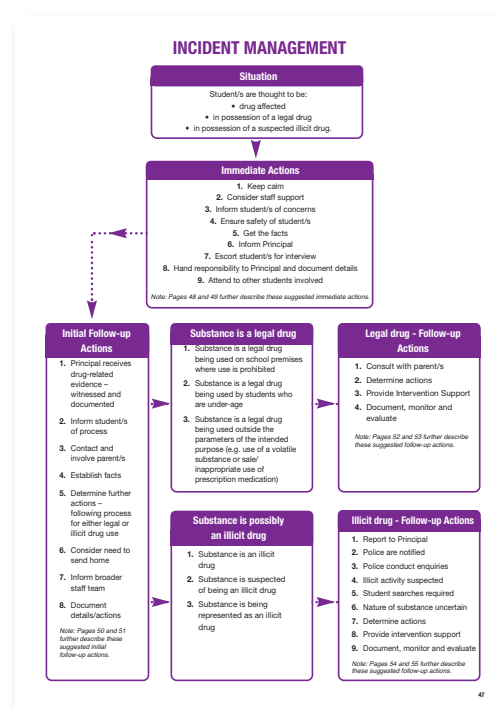 INCIDENT MANAGEMENT
Situation
Student/s are thought to be:
• drug affected
• in possession of a legal drug
• in possession of a suspected illicit drug.
Immediate Actions
1. Keep calm
2. Consider staff support
3. Inform student/s of concerns
4. Ensure safety of student/s
5. Get the facts
6. Inform Principal
7. Escort student/s for interview
8. Hand responsibility to Principal and document details
9. Attend to other students involved
Note: Pages 48 and 49 further describe these suggested immediate actions.
Initial Follow-up
Actions
1. Principal receives
drug-related
evidence –
witnessed and
documented
2. Inform student/s
of process
3. Contact and
involve parent/s
4. Establish facts
5. Determine further
actions –
following process
for either legal or
illicit drug use
6. Consider need to
send home
7. Inform broader
staff team
8. Document
details/actions
Note: Pages 50 and 51
further describe these
suggested initial
follow-up actions.
Substance is a legal drug
1. Substance is a legal drug
being used on school premises
where use is prohibited
2. Substance is a legal drug
being used by students who
are under-age
3. Substance is a legal drug
being used outside the
parameters of the intended
purpose (e.g. use of a volatile
substance or sale/
inappropriate use of
prescription medication)
Legal drug - Follow-up
Actions
1. Consult with parent/s
2. Determine actions
3. Provide Intervention Support
4. Document, monitor and
evaluate
Note: Pages 52 and 53 further describe
these suggested follow-up actions.
Substance is possibly
an illicit drug
1. Substance is an illicit
drug
2. Substance is suspected
of being an illicit drug
3. Substance is being
represented as an illicit
drug
Illicit drug - Follow-up Actions
1. Report to Principal
2. Police are notified
3. Police conduct enquiries
4. Illicit activity suspected
5. Student searches required
6. Nature of substance uncertain
7. Determine actions
8. Provide intervention support
9. Document, monitor and evaluate
Note: Pages 54 and 55 further describe
these suggested follow-up actions.
47